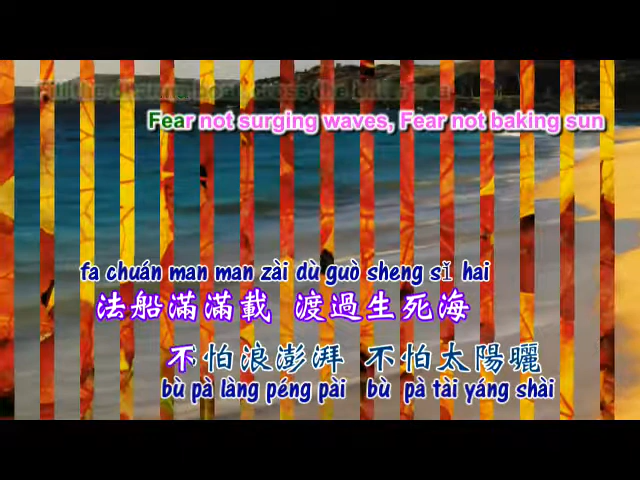 Fear not surging waves, Fear not baking sun
fa chuán man man zài dù guò sheng sǐ hai
法船滿滿載 渡過生死海
不怕浪澎湃 不怕太陽曬
bù pà làng péng pài bù pà tài yáng shài